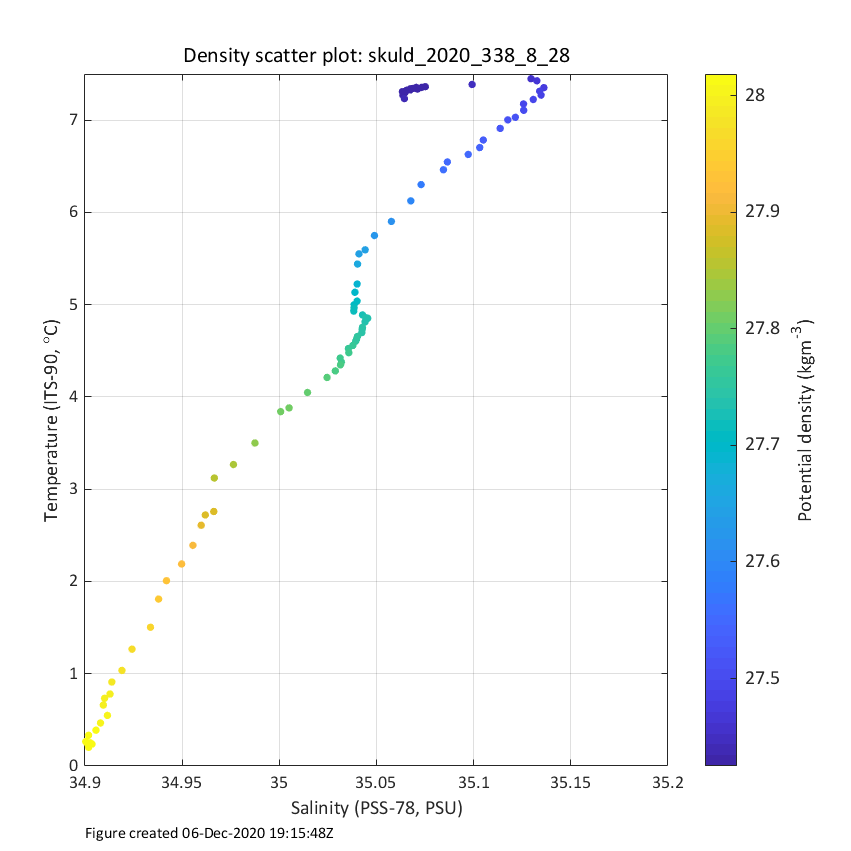 Density scatter plot: skuld_2020_338_8_28
7
6
5
4
3
2
1
0
Temperature (ITS-90, °C)
34.9 34.95 35 35.05 35.1 35.15 35.2
Salinity (PSS-78, PSU)
28
27.9
27.8
27.7
27.6
27.5
Potential density (kgm-3)
Figure created 06-Dec-2020 19:15:48Z